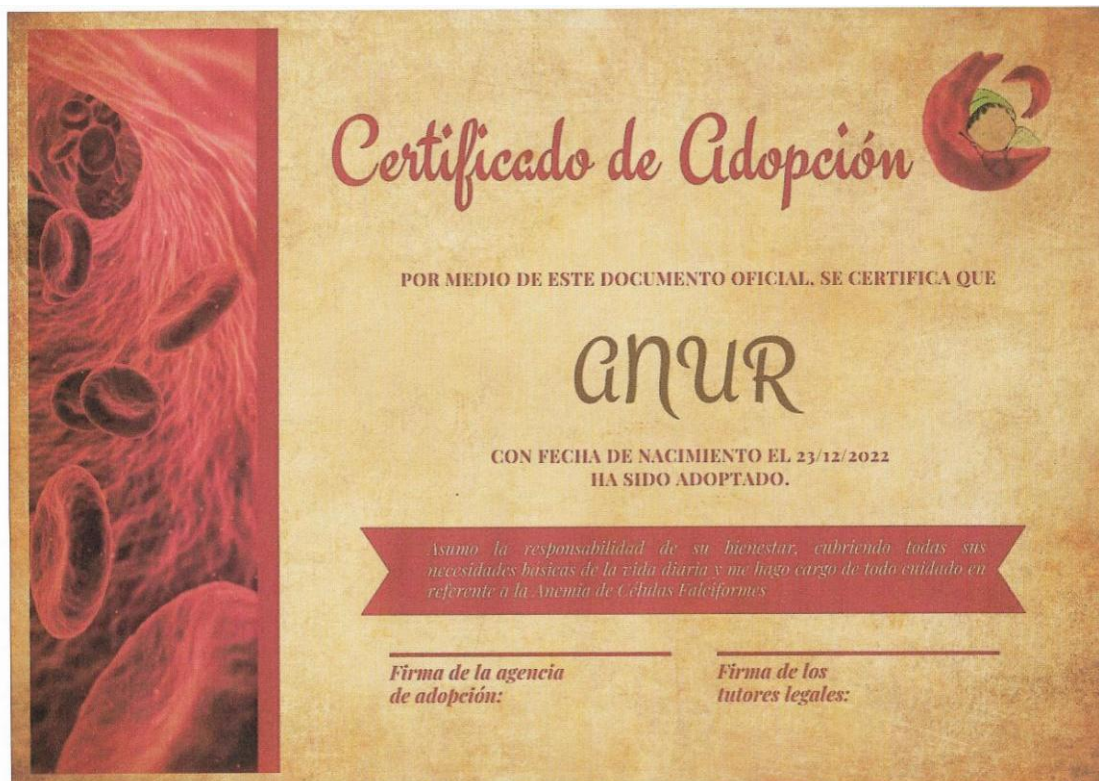 Certificado de Adopción
POR MEDIO DE ESTE DOCUMENTO OFICIAL, SE CERTIFICA QUE
ANUR
CON FECHA DE NACIMIENTO EL 23/12/2022
HA SIDO ADOPTADO.
Asumo la responsabilidad de su bienestar, cubriendo todas sus
necesidades basicas de la vida diaria y me hago cargo de todo cuidado en
referente a la Anemia de Células Falciformes
Firma de la agencia
de adopción:
Firma de los
tutores legales: